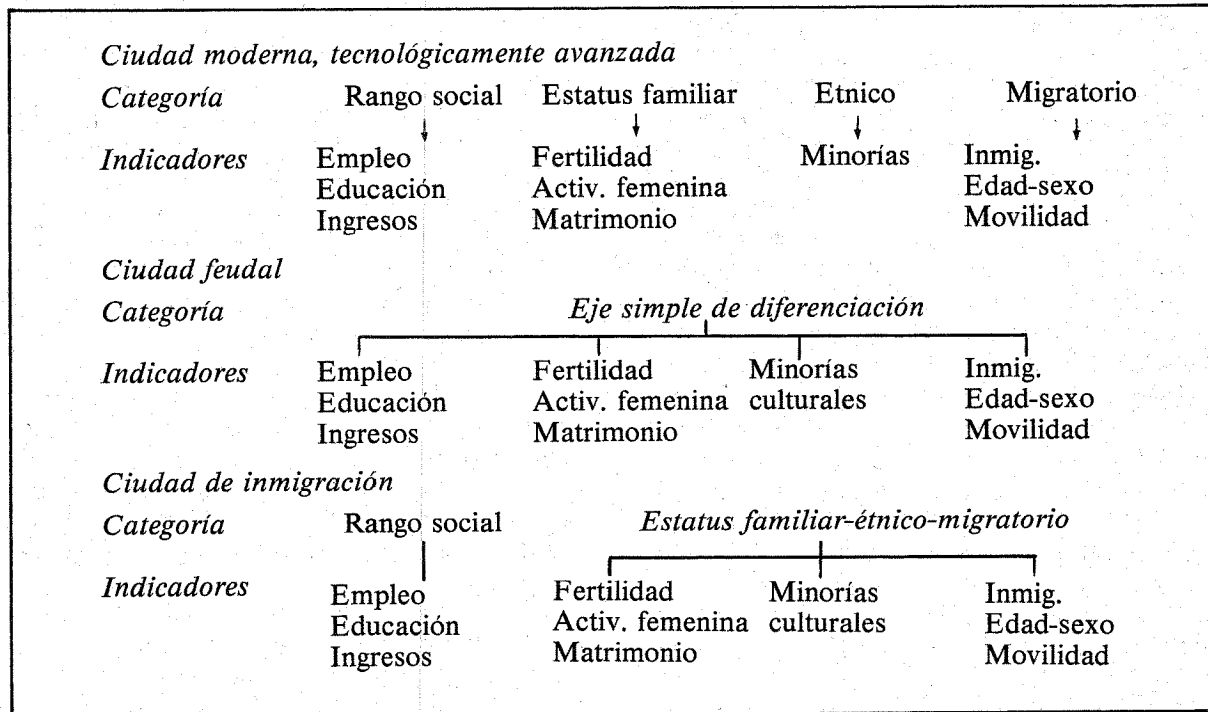 Ciudad moderna, tecnológicamente avanzada
Categoría Rango social Estatus familiar Etnico Migratorio
Indicadores Empleo Fertilidad Minorías Inmig.
Educación Activ. femenina Edad-sexo
Ingresos Matrimonio Movilidad
Ciudad feudal
Categoría Eje simple de diferenciación
Indicadores Empleo Fertilidad Minorías Inmig.
Educación Activ. femenina culturales Edad-sexo
Ingresos Matrimonio Movilidad
Ciudad de inmigración
Categoría Rango social Estatus familiar-étnico-migratorio
Indicadores Empleo Fertilidad Minorías Inmig.
Educación Activ. femenina culturales Edad-sexo
Ingresos Matrimonio Movilidad